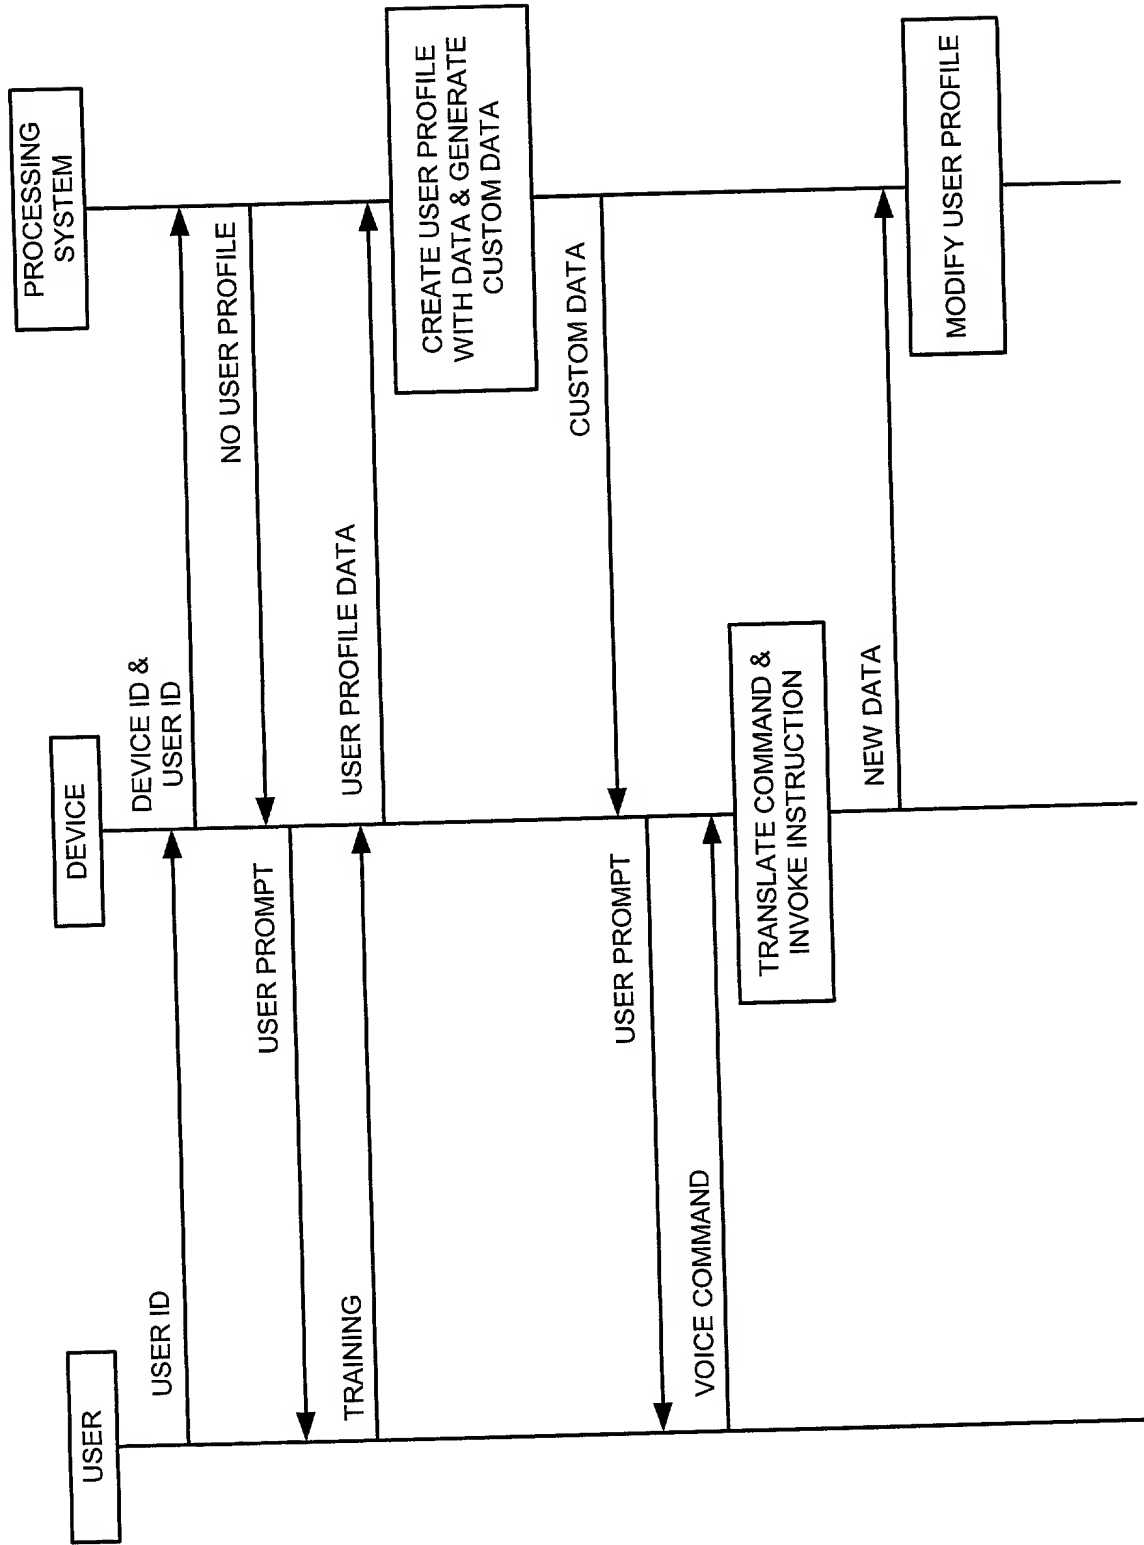 USER
DEVICE
PROCESSING
SYSTEM
USER ID
DEVICE ID &
USER ID
NO USER PROFILE
USER PROMPT
TRAINING
USER PROFILE DATA
CREATE USER PROFILE
WITH DATA & GENERATE
CUSTOM DATA
CUSTOM DATA
USER PROMPT
VOICE COMMAND
TRANSLATE COMMAND &
INVOKE INSTRUCTION
NEW DATA
MODIFY USER PROFILE